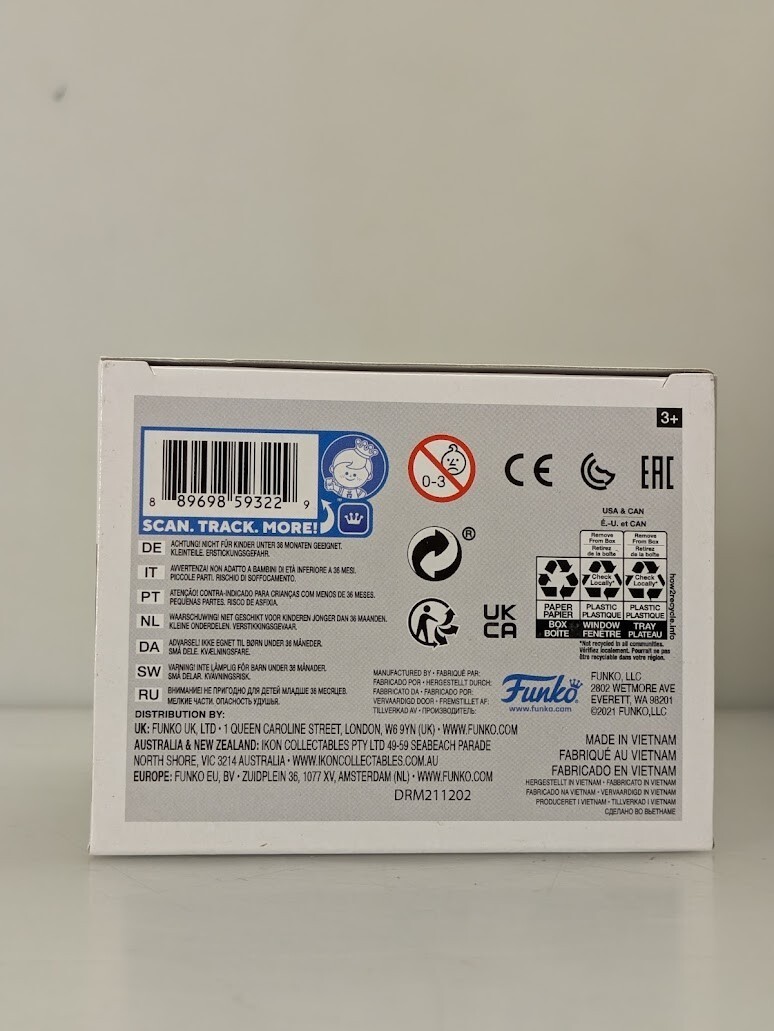 3+
8 89698 59322 9
SCAN. TRACK. MORE!
0-3
CE
EAC
®
UK
CA
USA & CAN
É.-U. et CAN
Remove From Box
Retirez de la boîte
Remove From Box
Retirez de la boîte
Check Locally*
Check Locally*
PAPER PAPIER
PLASTIC PLASTIQUE
PLASTIC PLASTIQUE
BOX BOÎTE
WINDOW FENÊTRE
TRAY PLATEAU
*Not recycled in all communities.
Vérifiez localement. Pourrait ne pas
être recyclable dans votre région.
how2recycle.info
DE ACHTUNG! NICHT FÜR KINDER UNTER 36 MONATEN GEEIGNET.
KLEINTEILE. ERSTICKUNGSGEFAHR.
IT AVVERTENZA! NON ADATTO A BAMBINI DI ETÀ INFERIORE A 36 MESI.
PICCOLE PARTI. RISCHIO DI SOFFOCAMENTO.
PT ATENÇÃO! CONTRA-INDICADO PARA CRIANÇAS COM MENOS DE 36 MESES.
PEQUENAS PARTES. RISCO DE ASFIXIA.
NL WAARSCHUWING! NIET GESCHIKT VOOR KINDEREN JONGER DAN 36 MAANDEN.
KLEINE ONDERDELEN. VERSTIKKINGSGEVAAR.
DA ADVARSEL! IKKE EGNET TIL BØRN UNDER 36 MÅNEDER.
SMÅ DELE. KVÆLNINGSFARE.
SW VARNING! INTE LÄMPLIG FÖR BARN UNDER 36 MÅNADER.
SMÅ DELAR. KVÄVNINGSRISK.
RU ВНИМАНИЕ! НЕ ПРИГОДНО ДЛЯ ДЕТЕЙ МЛАДШЕ 36 МЕСЯЦЕВ.
МЕЛКИЕ ЧАСТИ. ОПАСНОСТЬ УДУШЬЯ.
MANUFACTURED BY • FABRIQUÉ PAR:
FABRICADO POR • HERGESTELLT DURCH:
FABBRICATO DA • FABRICADO POR:
VERVAARDIGD DOOR • FREMSTILLET AF:
TILLVERKAD AV • ПРОИЗВОДИТЕЛЬ:
Funko®
www.funko.com
FUNKO, LLC
2802 WETMORE AVE
EVERETT, WA 98201
©2021 FUNKO,LLC
DISTRIBUTION BY:
UK: FUNKO UK, LTD • 1 QUEEN CAROLINE STREET, LONDON, W6 9YN (UK) • WWW.FUNKO.COM
AUSTRALIA & NEW ZEALAND: IKON COLLECTABLES PTY LTD 49-59 SEABEACH PARADE
NORTH SHORE, VIC 3214 AUSTRALIA • WWW.IKONCOLLECTABLES.COM.AU
EUROPE: FUNKO EU, BV • ZUIDPLEIN 36, 1077 XV, AMSTERDAM (NL) • WWW.FUNKO.COM
DRM211202
MADE IN VIETNAM
FABRIQUÉ AU VIETNAM
FABRICADO EN VIETNAM
HERGESTELLT IN VIETNAM • FABBRICATO IN VIETNAM
FABRICADO NA VIETNAM • VERVAARDIGD IN VIETNAM
PRODUCERET I VIETNAM • TILLVERKAD I VIETNAM
СДЕЛАНО ВО ВЬЕТНАМЕ